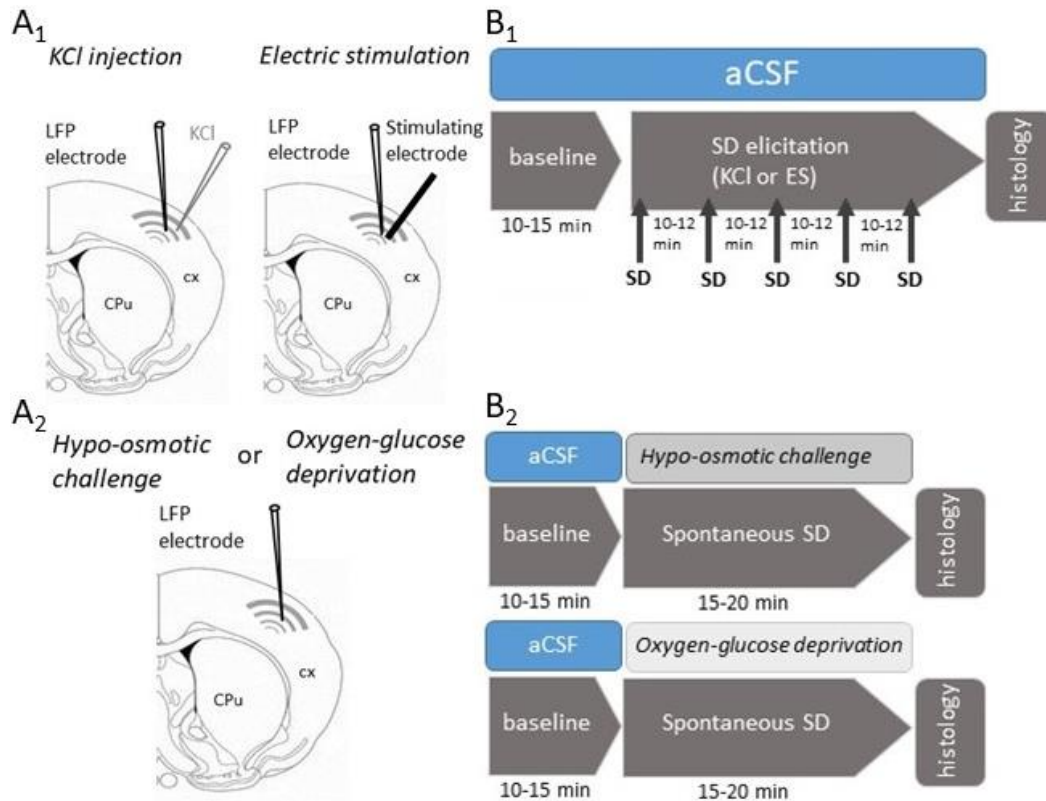 A1
KCl injection
Electric stimulation
LFP
electrode
KCl
LFP
electrode
Stimulating
electrode
cx
CPu
cx
CPu
B1
aCSF
baseline
SD elicitation
(KCl or ES)
histology
10-15 min
10-12
min
10-12
min
10-12
min
10-12
min
SD
SD
SD
SD
SD
A2
Hypo-osmotic
challenge
or
Oxygen-glucose
deprivation
LFP
electrode
cx
CPu
B2
aCSF
Hypo-osmotic challenge
baseline
Spontaneous SD
histology
10-15 min
15-20 min
aCSF
Oxygen-glucose deprivation
baseline
Spontaneous SD
histology
10-15 min
15-20 min